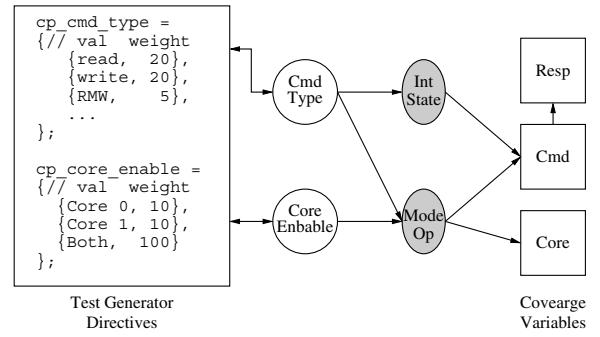 cp_cmd_type =
{// val  weight
{read,  20},
{write, 20},
{RMW,    5},
...
};
cp_core_enable =
{// val  weight
{Core 0, 10},
{Core 1, 10},
{Both,  100}
};
Test Generator
Directives
Cmd
Type
Core
Enbable
Int
State
Mode
Op
Resp
Cmd
Core
Covearge
Variables